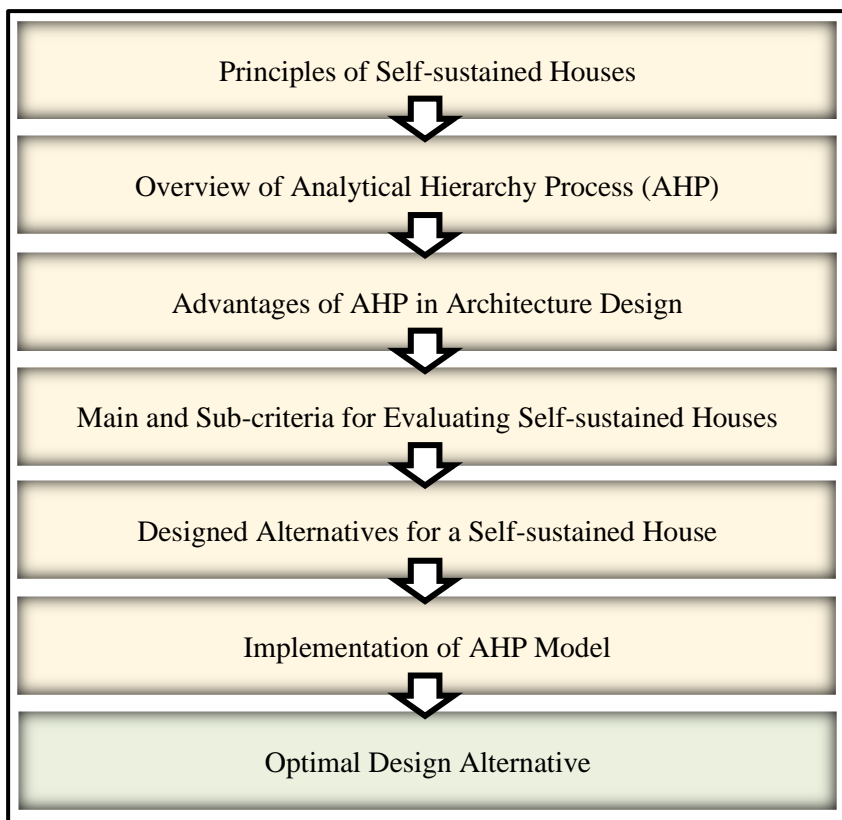 Principles of Self-sustained Houses
Overview of Analytical Hierarchy Process (AHP)
Advantages of AHP in Architecture Design
Main and Sub-criteria for Evaluating Self-sustained Houses
Designed Alternatives for a Self-sustained House
Implementation of AHP Model
Optimal Design Alternative